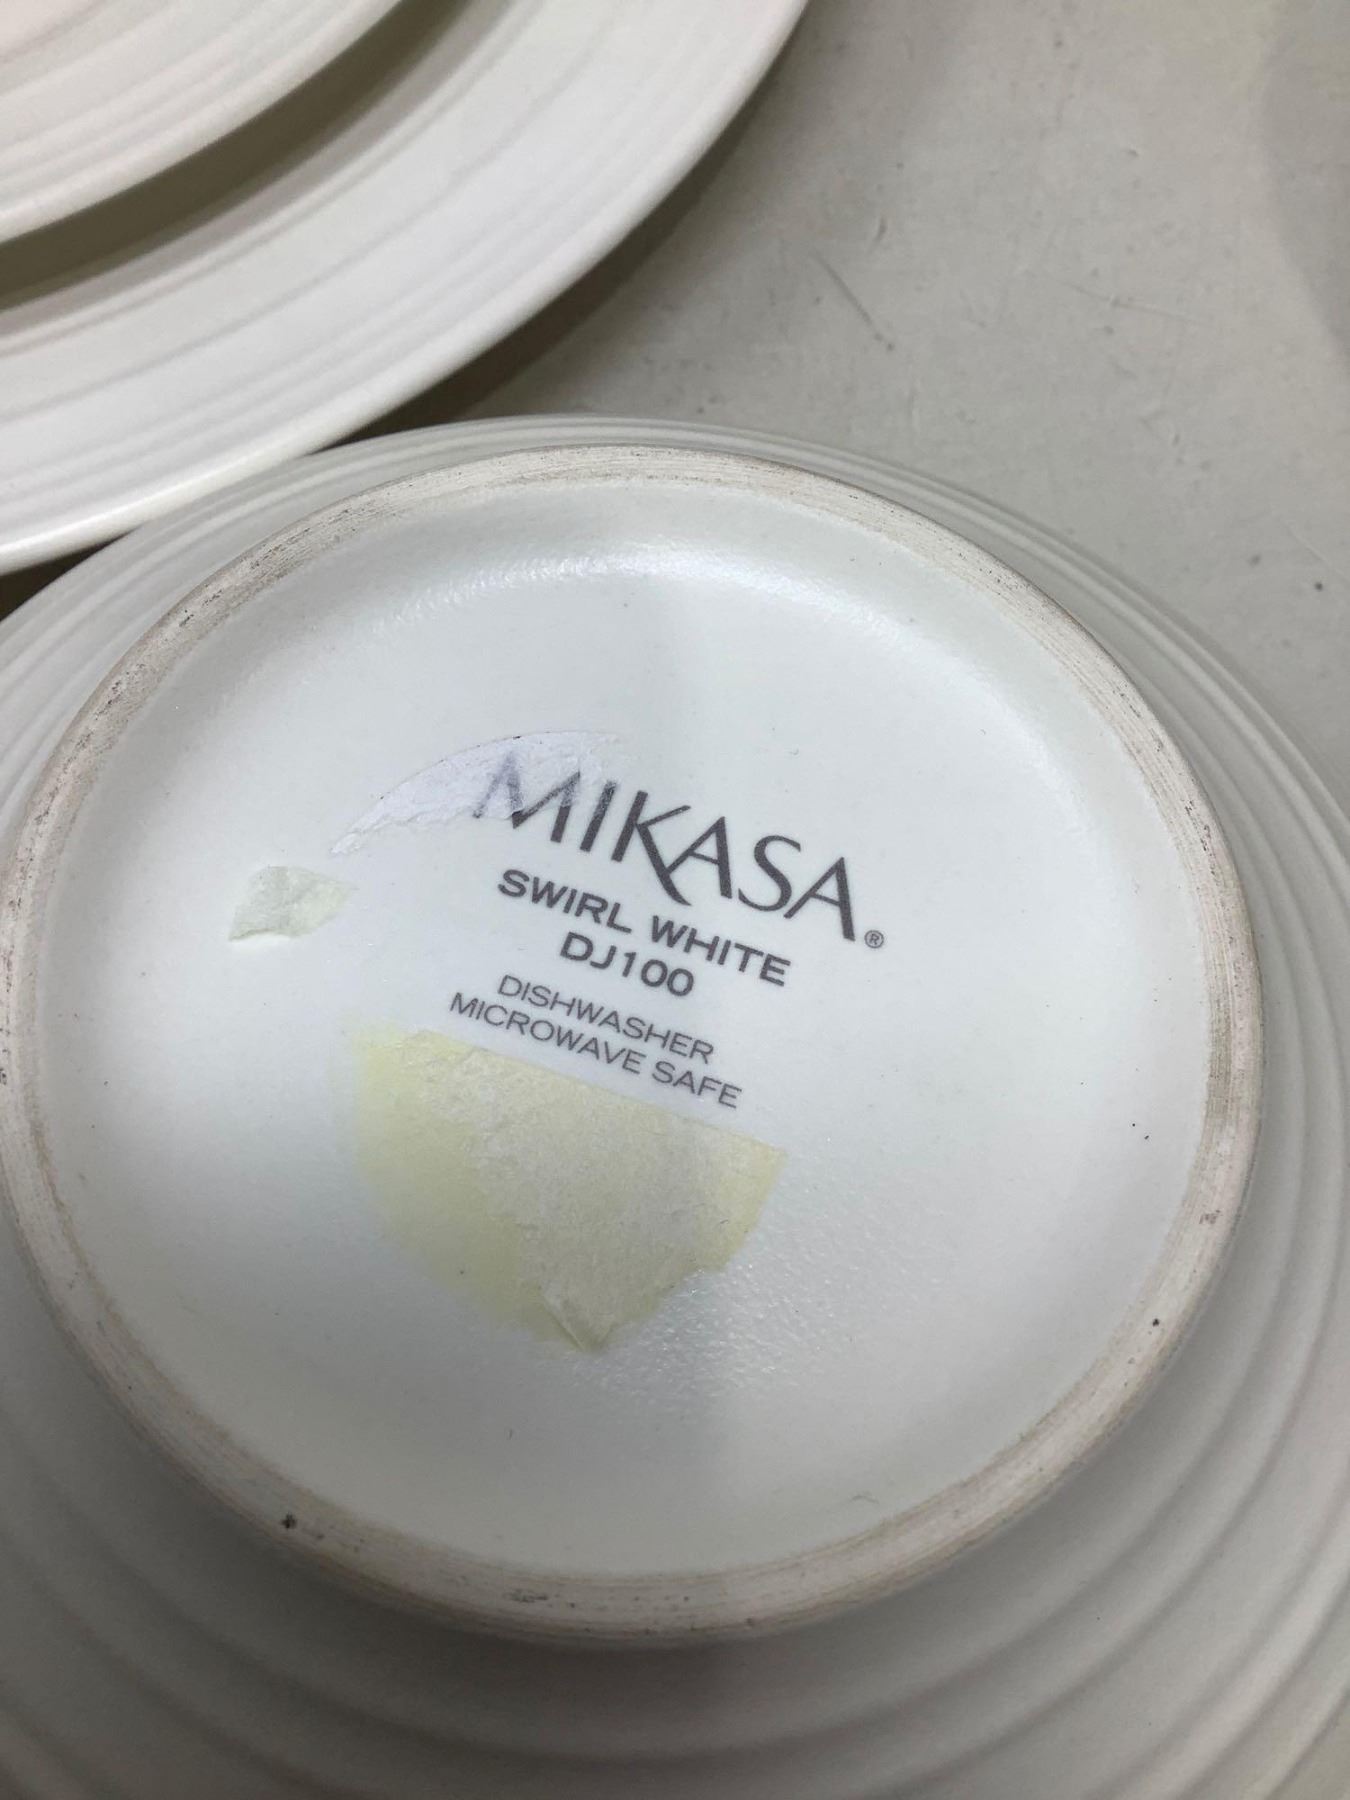 MIKASA®
SWIRL WHITE
DJ100
DISHWASHER
MICROWAVE SAFE